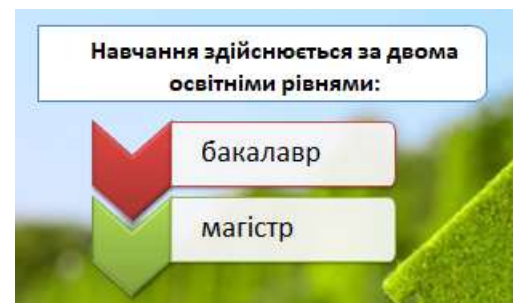 Навчання здійснюється за двома
освітніми рівнями:
бакалавр
магістр